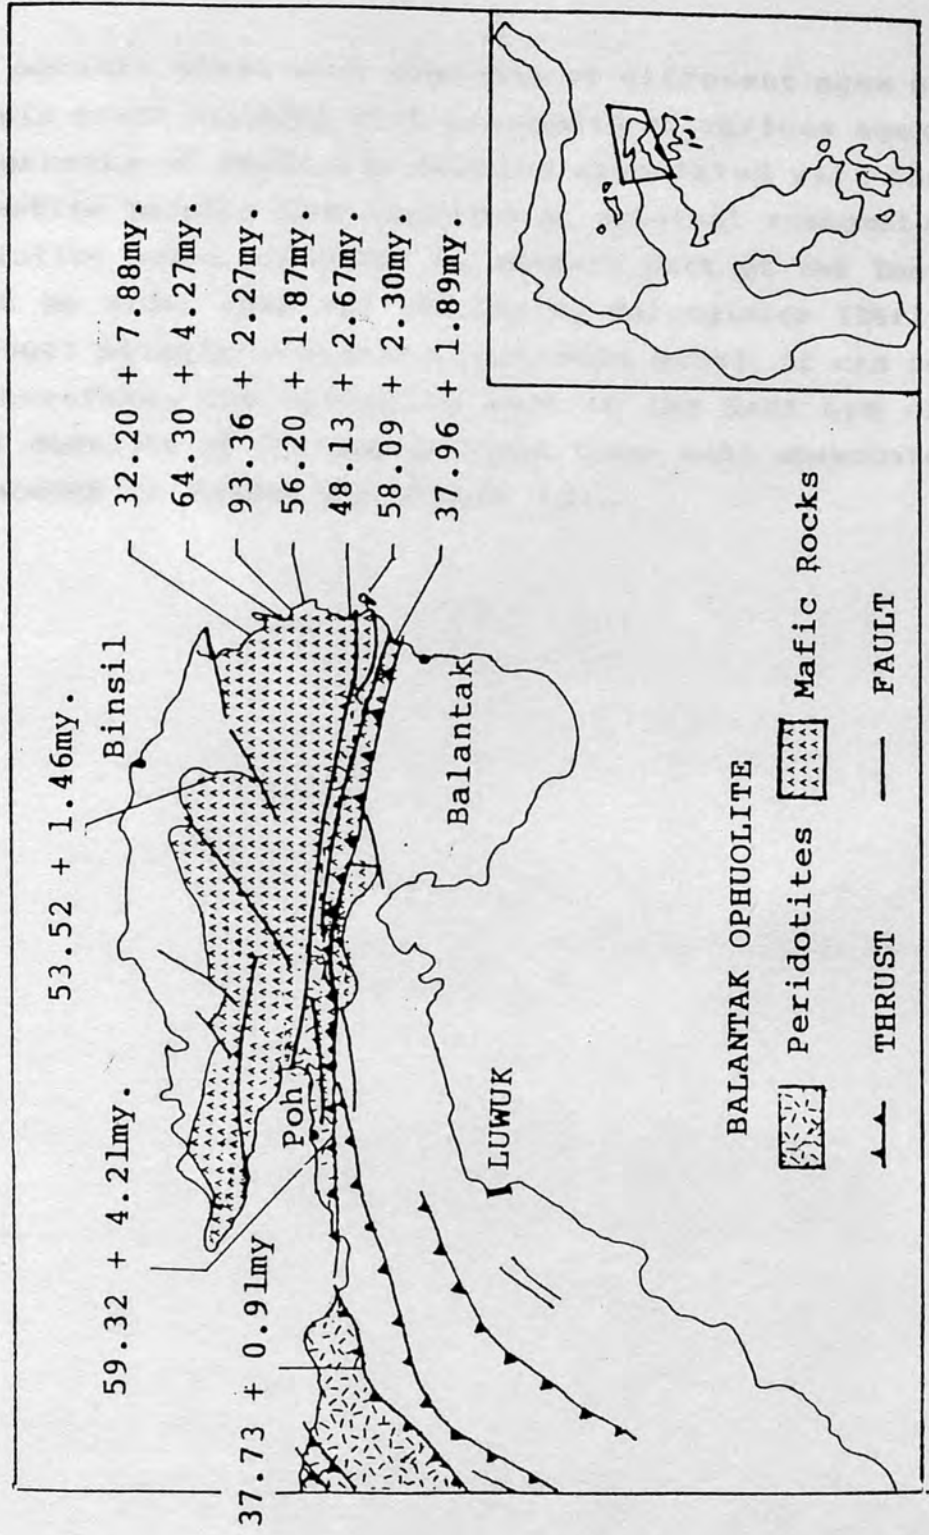 53.52 + 1.46my.
59.32 + 4.21my.
37.73 + 0.91my
Binsil
32.20 + 7.88my.
64.30 + 4.27my.
93.36 + 2.27my.
56.20 + 1.87my.
48.13 + 2.67my.
58.09 + 2.30my.
37.96 + 1.89my.
Poh
Balantak
LUWUK
BALANTAK OPHUOLITE
Peridotites
Mafic Rocks
THRUST
FAULT